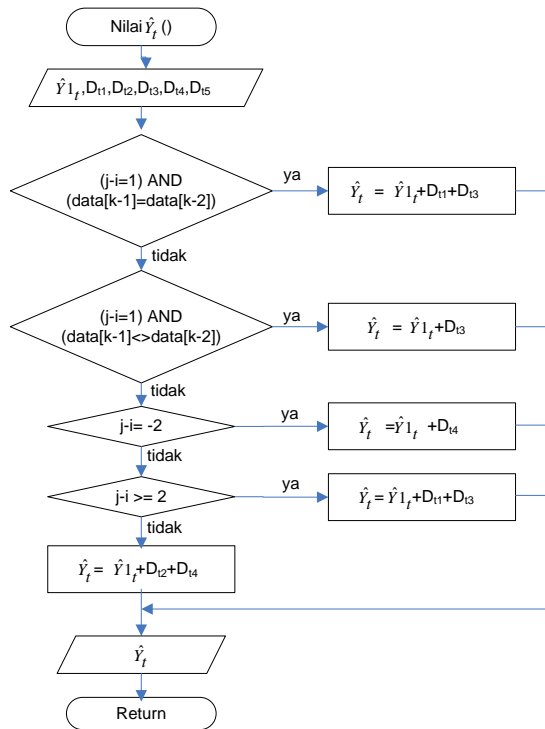 Nilai Ŷt ()
Ŷ1t,Dt1,Dt2,Dt3,Dt4,Dt5
(j-i=1) AND
(data[k-1]=data[k-2])
ya
Ŷt = Ŷ1t+Dt1+Dt3
tidak
(j-i=1) AND
(data[k-1]<>data[k-2])
ya
Ŷt = Ŷ1t+Dt3
tidak
j-i= -2
ya
Ŷt =Ŷ1t +Dt4
tidak
j-i >= 2
ya
Ŷt = Ŷ1t+Dt1+Dt3
tidak
Ŷt = Ŷ1t+Dt2+Dt4
Ŷt
Return